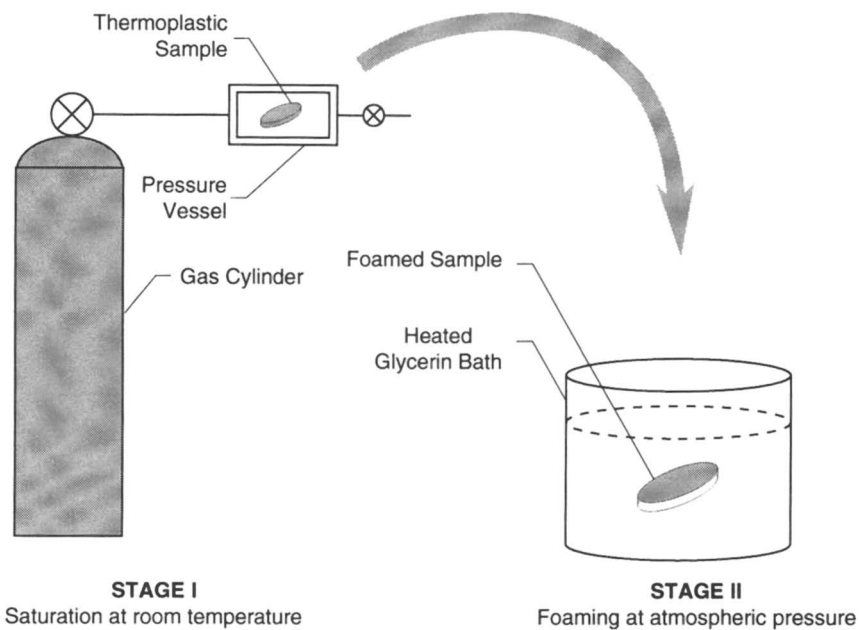 Thermoplastic
Sample
Pressure
Vessel
Gas Cylinder
Foamed Sample
Heated
Glycerin Bath
STAGE I
Saturation at room temperature
STAGE II
Foaming at atmospheric pressure